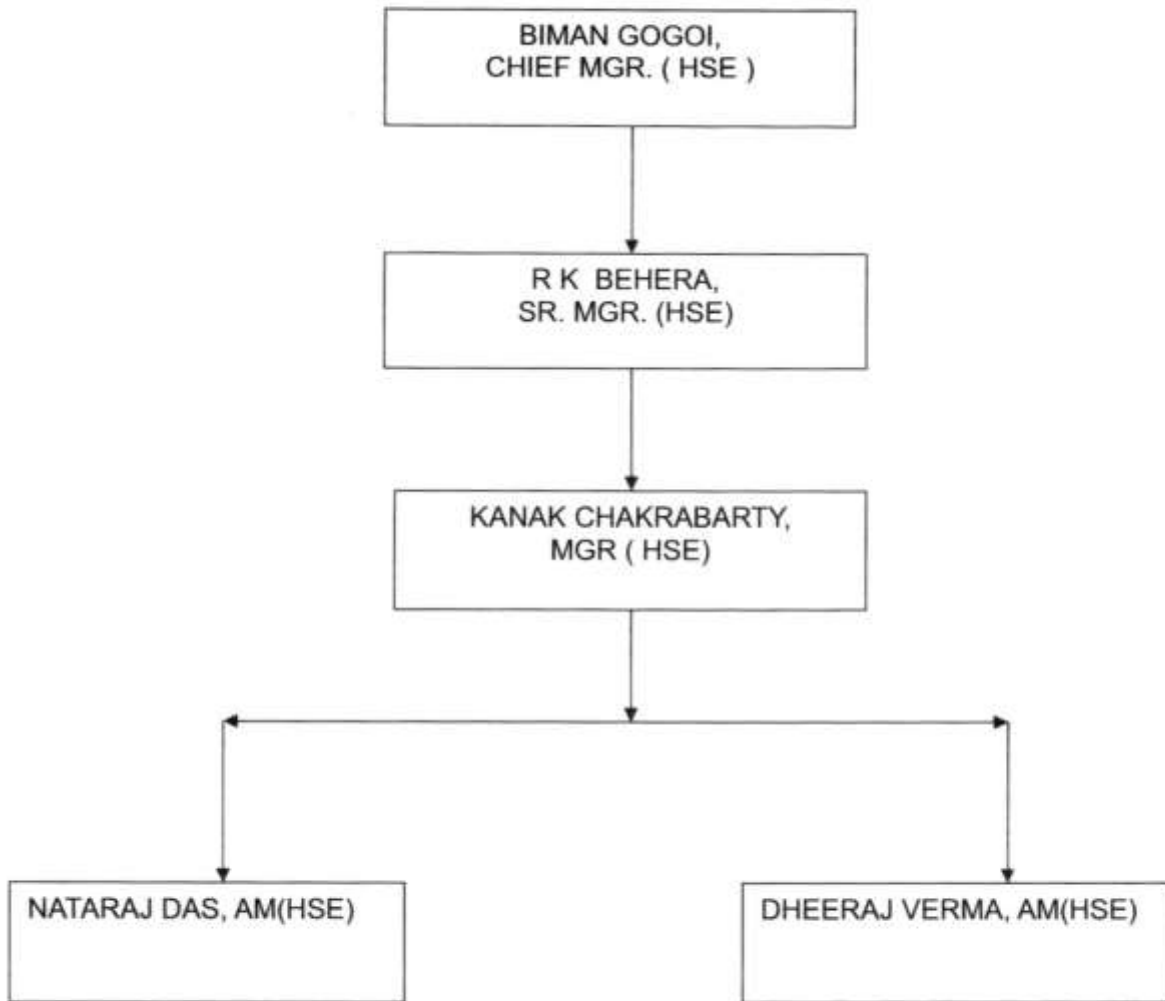 BIMAN GOGOI,
CHIEF MGR. ( HSE )
R K BEHERA,
SR. MGR. (HSE)
KANAK CHAKRABARTY,
MGR ( HSE)
NATARAJ DAS, AM(HSE)
DHEERAJ VERMA, AM(HSE)